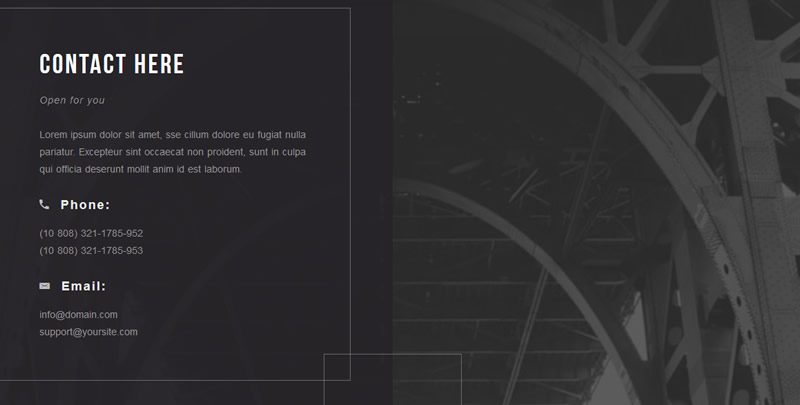 CONTACT HERE
Open for you
Lorem ipsum dolor sit amet, sse cillum dolore eu fugiat nulla
pariatur. Excepteur sint occaecat non proident, sunt in culpa
qui officia deserunt mollit anim id est laborum.
Phone:
(10 808) 321-1785-952
(10 808) 321-1785-953
Email:
info@domain.com
support@yoursite.com